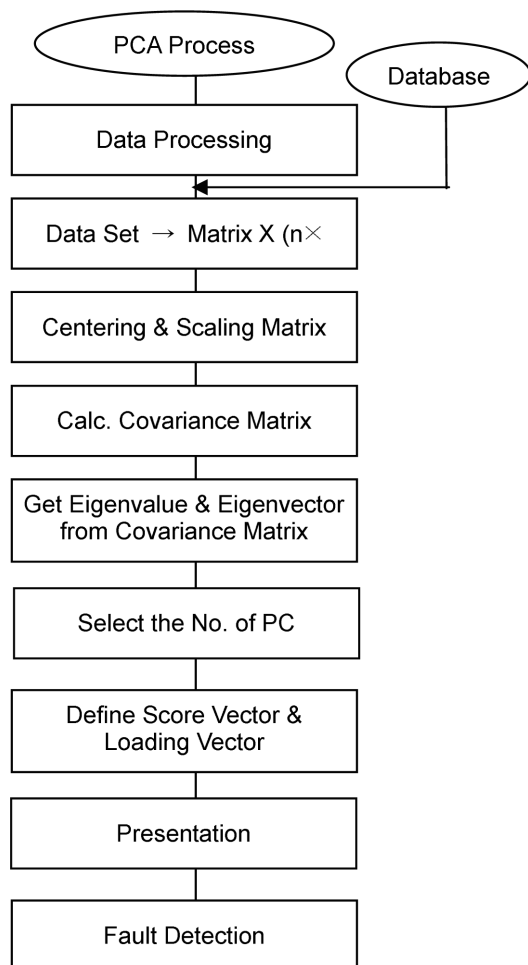 PCA Process
Database
Data Processing
Data Set → Matrix X (n×
Centering & Scaling Matrix
Calc. Covariance Matrix
Get Eigenvalue & Eigenvector
from Covariance Matrix
Select the No. of PC
Define Score Vector &
Loading Vector
Presentation
Fault Detection